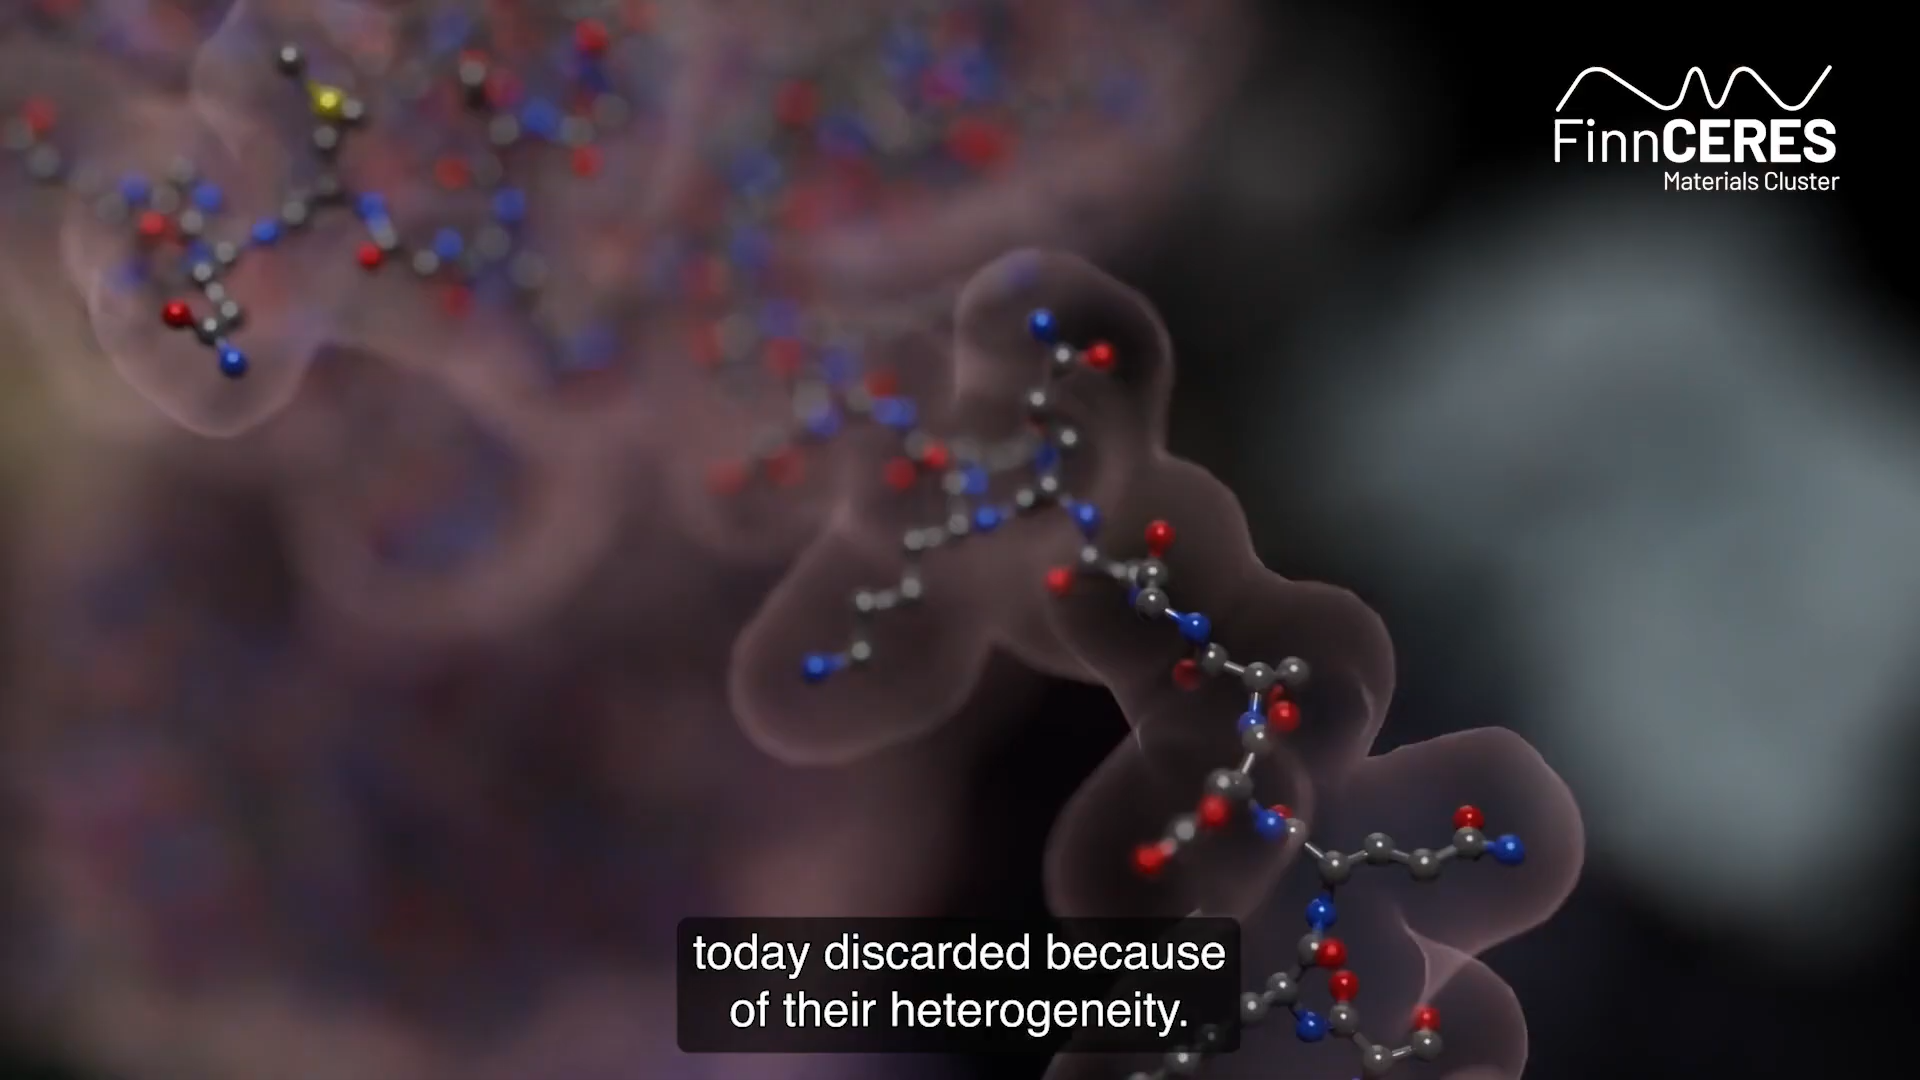 FinnCERES
Materials Cluster
today discarded because
of their heterogeneity.